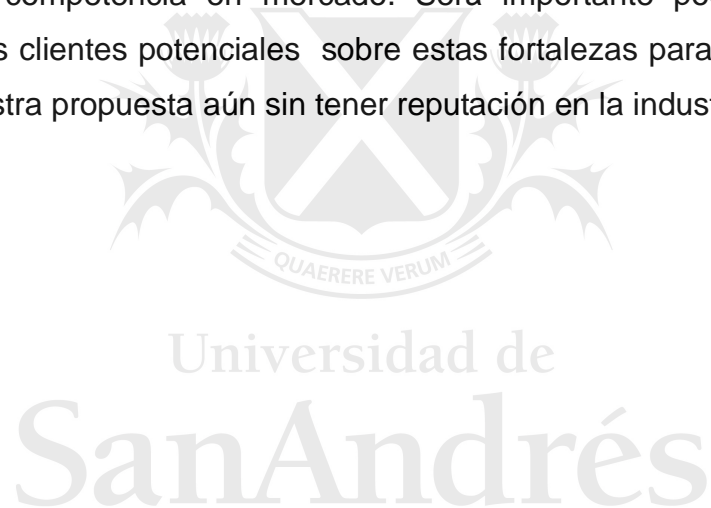 competencia en mercado. Será importante po
s clientes potenciales sobre estas fortalezas para
stra propuesta aún sin tener reputación en la indust
QUAERERE VERUM
Universidad de
SanAndrés